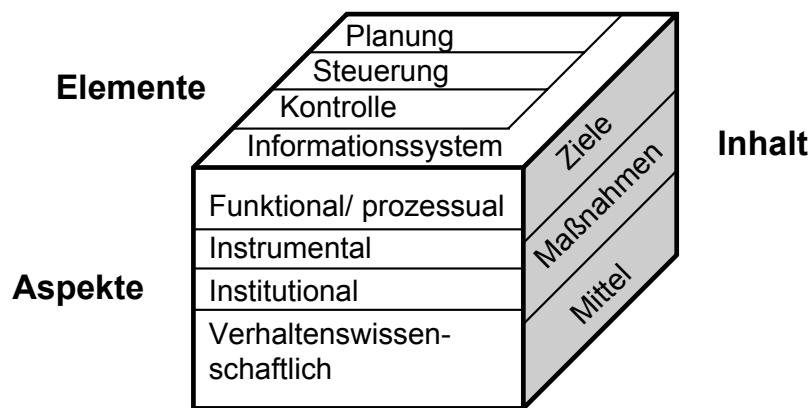 Planung
Steuerung
Elemente
Kontrolle
Informationssystem
Ziele
Maßnahmen
Mittel
Inhalt
Funktional/ prozessual
Instrumental
Aspekte
Institutional
Verhaltenswissen-
schaftlich